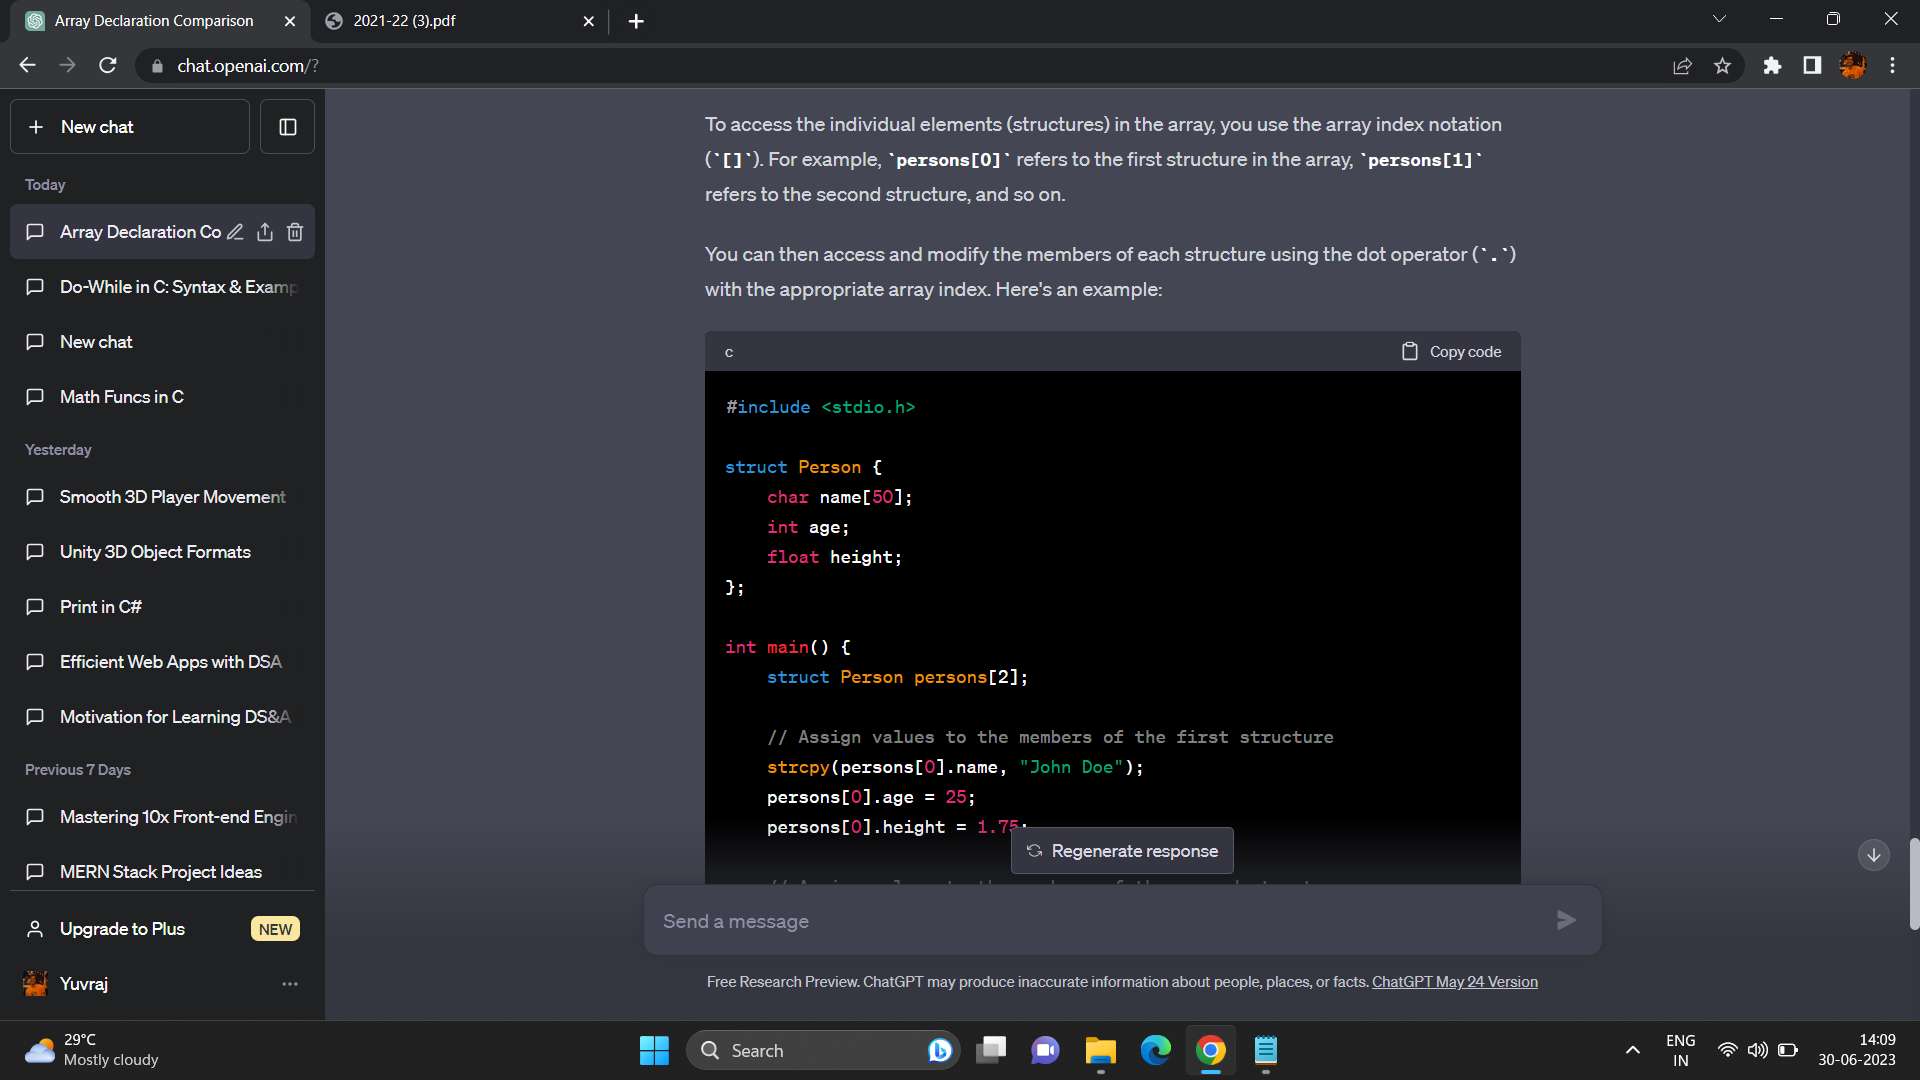 Array Declaration Comparison
2021-22 (3).pdf
chat.openai.com/?
New chat
Today
Array Declaration Co
Do-While in C: Syntax & Examp
New chat
Math Funcs in C
Yesterday
Smooth 3D Player Movement
Unity 3D Object Formats
Print in C#
Efficient Web Apps with DSA
Motivation for Learning DS&A
Previous 7 Days
Mastering 10x Front-end Engin
MERN Stack Project Ideas
Upgrade to Plus NEW
Yuvraj
To access the individual elements (structures) in the array, you use the array index notation
(`[]`). For example, `persons[0]` refers to the first structure in the array, `persons[1]`
refers to the second structure, and so on.
You can then access and modify the members of each structure using the dot operator (`.`)
with the appropriate array index. Here's an example:
c Copy code
#include <stdio.h>
struct Person {
char name[50];
int age;
float height;
};
int main() {
struct Person persons[2];
// Assign values to the members of the first structure
strcpy(persons[0].name, "John Doe");
persons[0].age = 25;
persons[0].height = 1.75;
Regenerate response
Send a message
Free Research Preview. ChatGPT may produce inaccurate information about people, places, or facts. ChatGPT May 24 Version
29°C
Mostly cloudy
Search
ENG
IN
14:09
30-06-2023